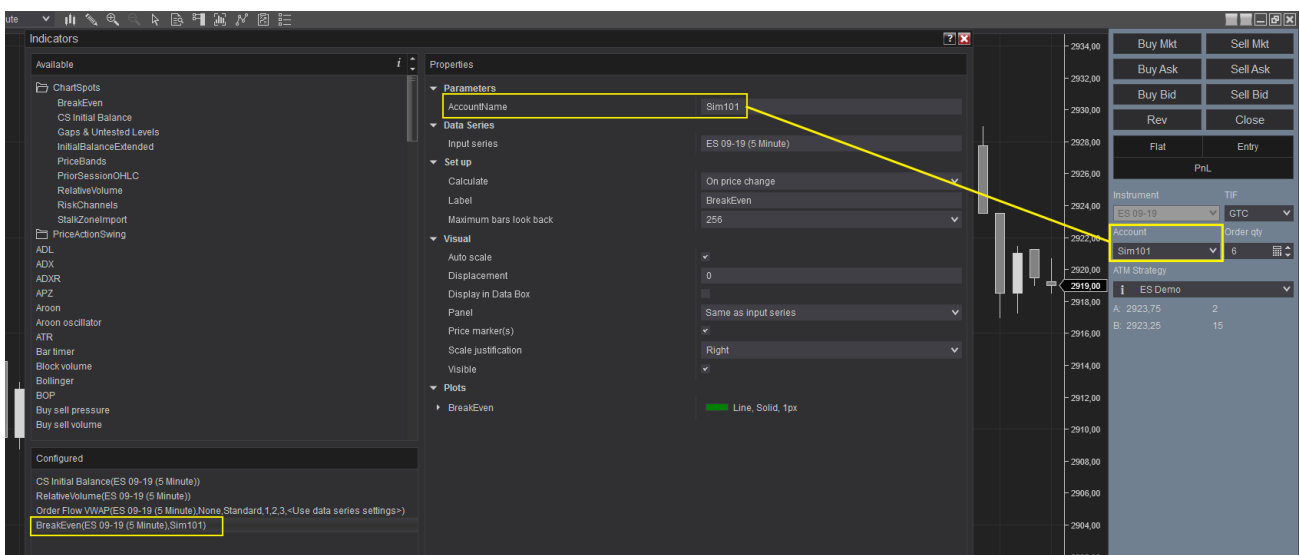 ute
Indicators
?
Available
i
ChartSpots
BreakEven
CS Initial Balance
Gaps & Untested Levels
InitialBalanceExtended
PriceBands
PriorSessionOHLC
RelativeVolume
RiskChannels
StalkZoneImport
PriceActionSwing
ADL
ADX
ADXR
APZ
Aroon
Aroon oscillator
ATR
Bar timer
Block volume
Bollinger
BOP
Buy sell pressure
Buy sell volume
Configured
CS Initial Balance(ES 09-19 (5 Minute))
RelativeVolume(ES 09-19 (5 Minute))
Order Flow VWAP(ES 09-19 (5 Minute),None,Standard,1,2,3,<Use data series settings>)
BreakEven(ES 09-19 (5 Minute),Sim101)
Properties
Parameters
AccountName Sim101
Data Series
Input series ES 09-19 (5 Minute)
Set up
Calculate On price change
Label BreakEven
Maximum bars look back 256
Visual
Auto scale
Displacement 0
Display in Data Box
Panel Same as input series
Price marker(s)
Scale justification Right
Visible
Plots
BreakEven Line, Solid, 1px
2934,00
2932,00
2930,00
2928,00
2926,00
2924,00
2922,00
2920,00
2919,00
2918,00
2916,00
2914,00
2912,00
2910,00
2908,00
2906,00
2904,00
Buy Mkt Sell Mkt
Buy Ask Sell Ask
Buy Bid Sell Bid
Rev Close
Flat Entry
PnL
Instrument TIF
ES 09-19 GTC
Account Order qty
Sim101 6
ATM Strategy
i ES Demo
A: 2923,75 2
B: 2923,25 15